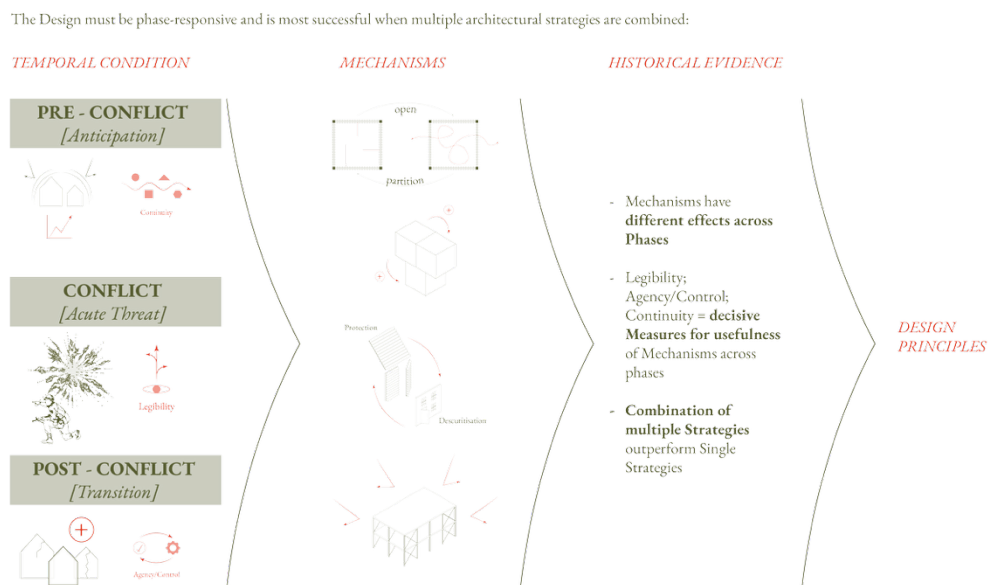 The Design must be phase-responsive and is most successful when multiple architectural strategies are combined:
TEMPORAL CONDITION
MECHANISMS
HISTORICAL EVIDENCE
PRE - CONFLICT
[Anticipation]
Continuity
CONFLICT
[Acute Threat]
Legibility
POST - CONFLICT
[Transition]
Agency/Control
open
partition
Protection
Descuritisation
- Mechanisms have
different effects across
Phases
- Legibility;
Agency/Control;
Continuity = decisive
Measures for usefulness
of Mechanisms across
phases
- Combination of
multiple Strategies
outperform Single
Strategies
DESIGN
PRINCIPLES